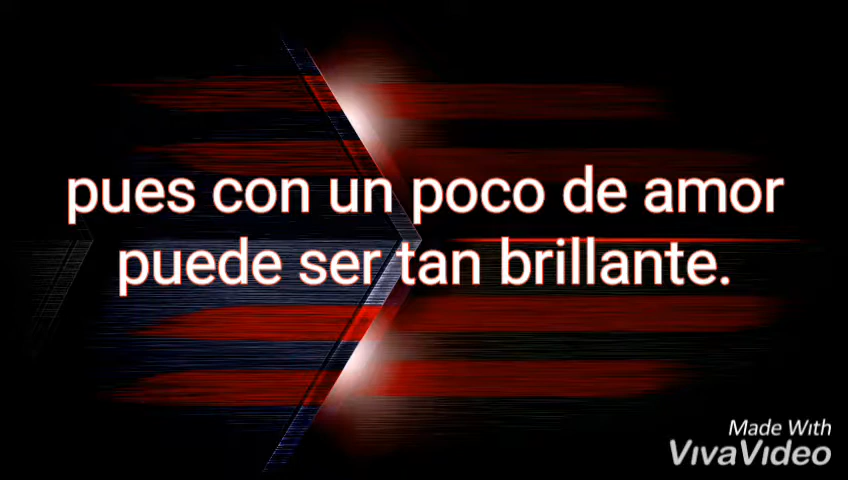 pues con un poco de amor
puede ser tan brillante.
Made With
VivaVideo